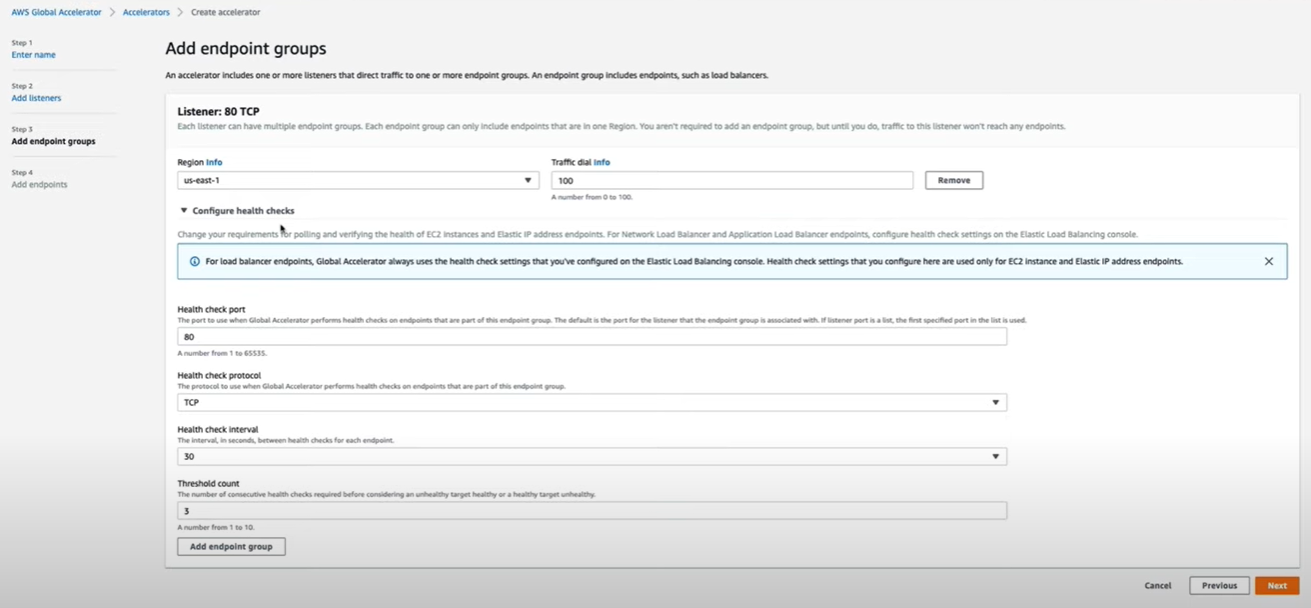 AWS Global Accelerator > Accelerators > Create accelerator
Step 1
Enter name
Step 2
Add listeners
Step 3
Add endpoint groups
Step 4
Add endpoints
Add endpoint groups
An accelerator includes one or more listeners that direct traffic to one or more endpoint groups. An endpoint group includes endpoints, such as load balancers.
Listener: 80 TCP
Each listener can have multiple endpoint groups. Each endpoint group can only include endpoints that are in one Region. You aren't required to add an endpoint group, but until you do, traffic to this listener won't reach any endpoints.
Region Info
us-east-1
Traffic dial Info
100
A number from 0 to 100.
Remove
Configure health checks
Change your requirements for polling and verifying the health of EC2 instances and Elastic IP address endpoints. For Network Load Balancer and Application Load Balancer endpoints, configure health check settings on the Elastic Load Balancing console.
For load balancer endpoints, Global Accelerator always uses the health check settings that you've configured on the Elastic Load Balancing console. Health check settings that you configure here are used only for EC2 instance and Elastic IP address endpoints.
Health check port
The port to use when Global Accelerator performs health checks on endpoints that are part of this endpoint group. The default is the port for the listener that the endpoint group is associated with. If listener port is a list, the first specified port in the list is used.
80
A number from 1 to 65535.
Health check protocol
The protocol to use when Global Accelerator performs health checks on endpoints that are part of this endpoint group.
TCP
Health check interval
The interval, in seconds, between health checks for each endpoint.
30
Threshold count
The number of consecutive health checks required before considering an unhealthy target healthy or a healthy target unhealthy.
3
A number from 1 to 10.
Add endpoint group
Cancel
Previous
Next